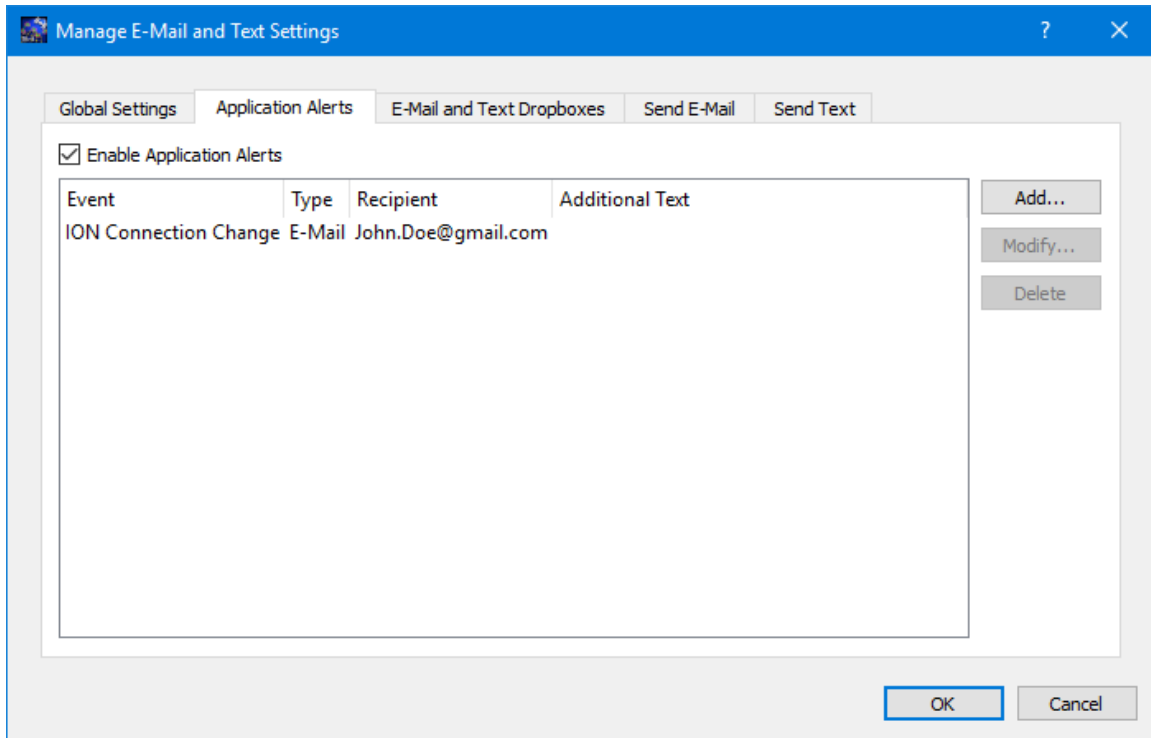 Manage E-Mail and Text Settings ?
Global Settings Application Alerts E-Mail and Text Dropboxes Send E-Mail Send Text
Enable Application Alerts
Event Type Recipient Additional Text
ION Connection Change E-Mail John.Doe@gmail.com
Add...
Modify...
Delete
OK Cancel